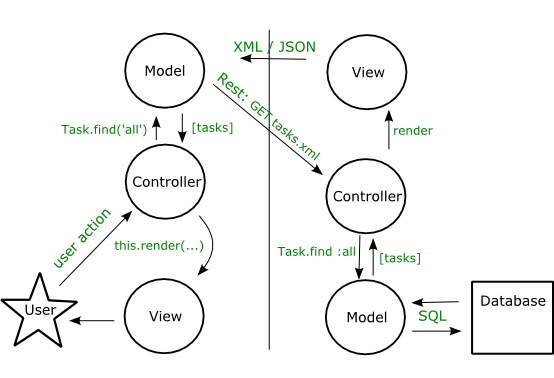 XML / JSON
Model
View
Rest: GET tasks.xml
Task.find('all')
[tasks]
render
Controller
Controller
user action
this.render(...)
Task.find :all
[tasks]
User
View
Model
SQL
Database